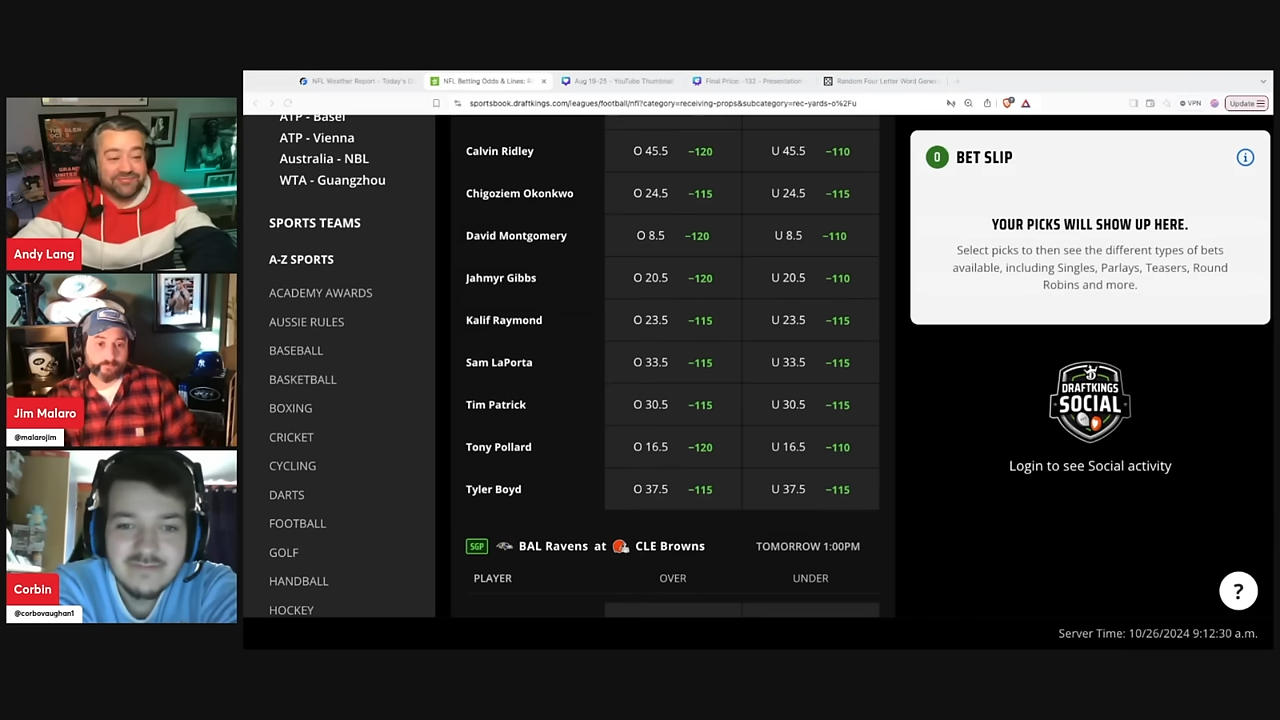 NFL Weather Report - Today's
NFL Betting Odds & Lines:
Aug 19-25 - YouTube Thumbnail
Final Price: -132 - Presentation
Random Four Letter Word Gene
sportsbook.draftkings.com/leagues/football/nfl?category=receiving-props&subcategory=rec-yards-o%2Fu
VPN
Update
Andy Lang
Jim Malaro
@malarojim
Corbin
@corbovaughan1
ATP - Basel
ATP - Vienna
Australia - NBL
WTA - Guangzhou
SPORTS TEAMS
A-Z SPORTS
ACADEMY AWARDS
AUSSIE RULES
BASEBALL
BASKETBALL
BOXING
CRICKET
CYCLING
DARTS
FOOTBALL
GOLF
HANDBALL
HOCKEY
Calvin Ridley O 45.5 −120 U 45.5 −110
Chigoziem Okonkwo O 24.5 −115 U 24.5 −115
David Montgomery O 8.5 −120 U 8.5 −110
Jahmyr Gibbs O 20.5 −120 U 20.5 −110
Kalif Raymond O 23.5 −115 U 23.5 −115
Sam LaPorta O 33.5 −115 U 33.5 −115
Tim Patrick O 30.5 −115 U 30.5 −115
Tony Pollard O 16.5 −120 U 16.5 −110
Tyler Boyd O 37.5 −115 U 37.5 −115
SGP BAL Ravens at CLE Browns TOMORROW 1:00PM
PLAYER OVER UNDER
0 BET SLIP
YOUR PICKS WILL SHOW UP HERE.
Select picks to then see the different types of bets
available, including Singles, Parlays, Teasers, Round
Robins and more.
DRAFTKINGS
SOCIAL
Login to see Social activity
?
Server Time: 10/26/2024 9:12:30 a.m.